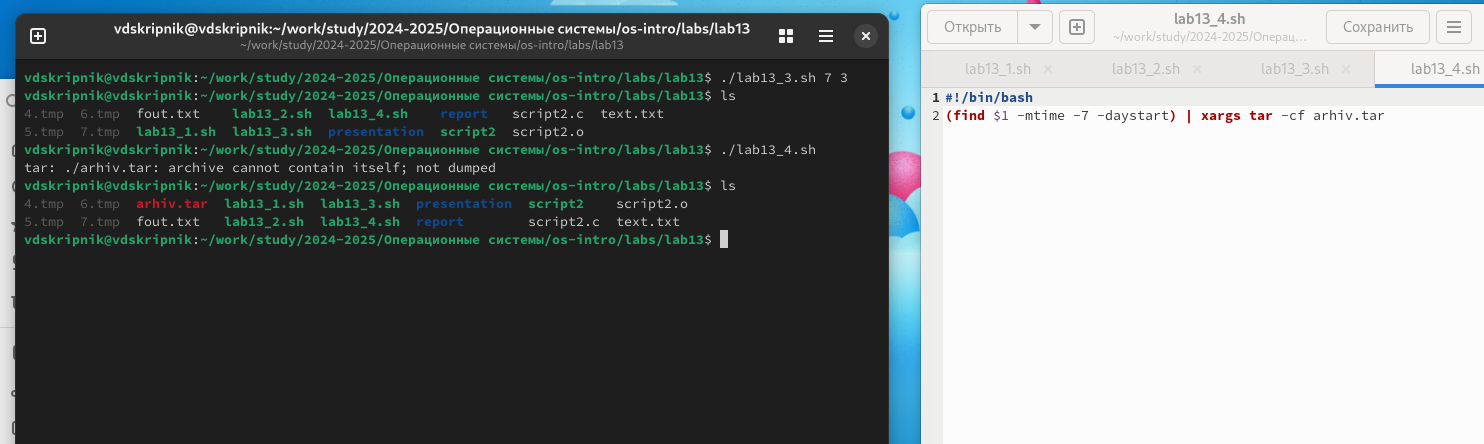 vdskripnik@vdskripnik:~/work/study/2024-2025/Операционные системы/os-intro/labs/lab13
~/work/study/2024-2025/Операционные системы/os-intro/labs/lab13
vdskripnik@vdskripnik:~/work/study/2024-2025/Операционные системы/os-intro/labs/lab13$ ./lab13_3.sh 7 3
vdskripnik@vdskripnik:~/work/study/2024-2025/Операционные системы/os-intro/labs/lab13$ ls
4.tmp 6.tmp fout.txt lab13_2.sh lab13_4.sh report script2.c text.txt
5.tmp 7.tmp lab13_1.sh lab13_3.sh presentation script2 script2.o
vdskripnik@vdskripnik:~/work/study/2024-2025/Операционные системы/os-intro/labs/lab13$ ./lab13_4.sh
tar: ./arhiv.tar: archive cannot contain itself; not dumped
vdskripnik@vdskripnik:~/work/study/2024-2025/Операционные системы/os-intro/labs/lab13$ ls
4.tmp 6.tmp arhiv.tar lab13_1.sh lab13_3.sh presentation script2 script2.o
5.tmp 7.tmp fout.txt lab13_2.sh lab13_4.sh report script2.c text.txt
vdskripnik@vdskripnik:~/work/study/2024-2025/Операционные системы/os-intro/labs/lab13$
Открыть
lab13_4.sh
~/work/study/2024-2025/Операц...
Сохранить
lab13_1.sh
lab13_2.sh
lab13_3.sh
lab13_4.sh
1 #!/bin/bash
2 (find $1 -mtime -7 -daystart) | xargs tar -cf arhiv.tar